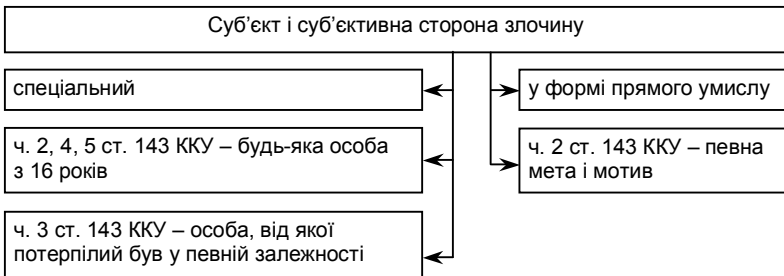 Суб’єкт і суб’єктивна сторона злочину
спеціальний
ч. 2, 4, 5 ст. 143 ККУ – будь-яка особа
з 16 років
ч. 3 ст. 143 ККУ – особа, від якої
потерпілий був у певній залежності
у формі прямого умислу
ч. 2 ст. 143 ККУ – певна
мета і мотив